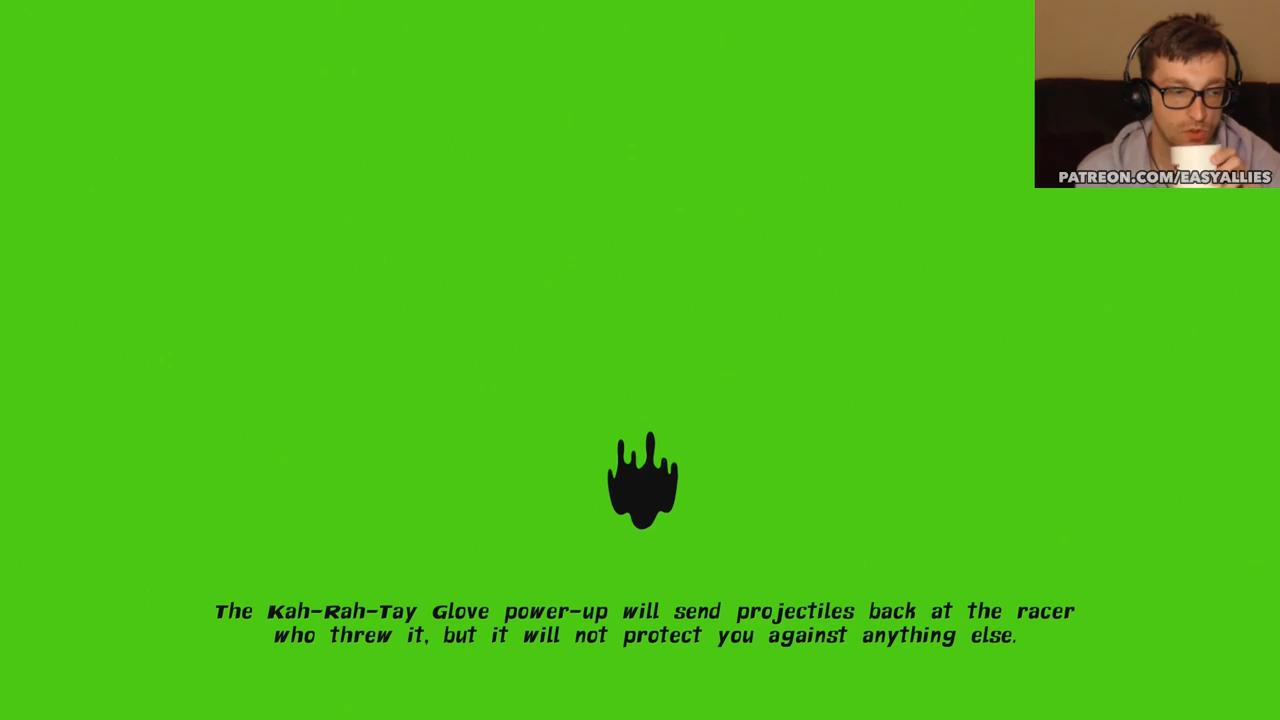 PATREON.COM/EASYALLIES
The Kah-Rah-Tay Glove power-up will send projectiles back at the racer
who threw it, but it will not protect you against anything else.